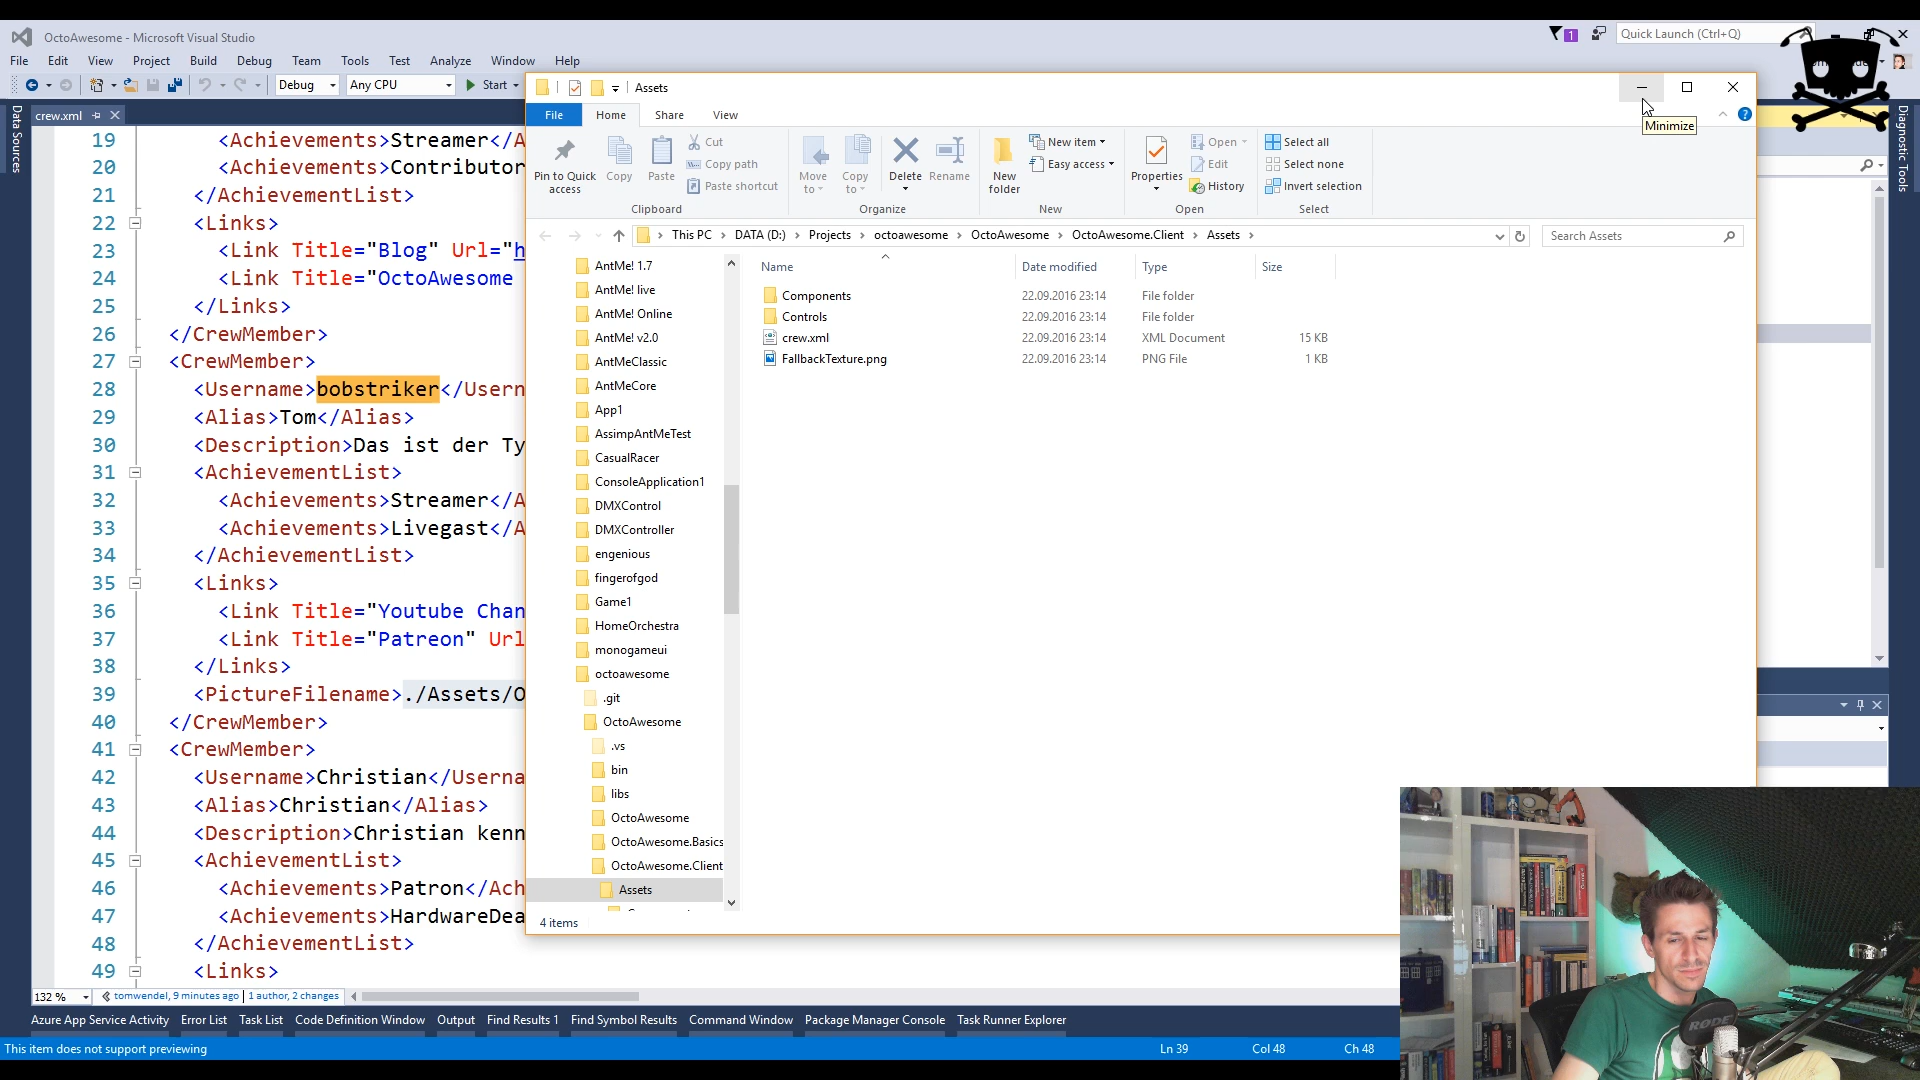 OctoAwesome - Microsoft Visual Studio
1
Quick Launch (Ctrl+Q)
File Edit View Project Build Debug Team Tools Test Analyze Window Help
Debug Any CPU Start
Assets
File Home Share View
Minimize
crew.xml
Data Sources
Diagnostic Tools
Pin to Quick access
Copy
Paste
Cut
Copy path
Paste shortcut
Clipboard
Move to
Copy to
Delete
Rename
Organize
New folder
New item
Easy access
New
Properties
Open
Edit
History
Open
Select all
Select none
Invert selection
Select
This PC > DATA (D:) > Projects > octoawesome > OctoAwesome > OctoAwesome.Client > Assets >
Search Assets
Name Date modified Type Size
Components 22.09.2016 23:14 File folder
Controls 22.09.2016 23:14 File folder
crew.xml 22.09.2016 23:14 XML Document 15 KB
FallbackTexture.png 22.09.2016 23:14 PNG File 1 KB
AntMe! 1.7
AntMe! live
AntMe! Online
AntMe! v2.0
AntMeClassic
AntMeCore
App1
AssimpAntMeTest
CasualRacer
ConsoleApplication1
DMXControl
DMXController
engenious
fingerofgod
Game1
HomeOrchestra
monogameui
octoawesome
.git
OctoAwesome
.vs
bin
libs
OctoAwesome
OctoAwesome.Basics
OctoAwesome.Client
Assets
4 items
19 <Achievements>Streamer</A
20 <Achievements>Contributor
21 </AchievementList>
22 <Links>
23 <Link Title="Blog" Url="h
24 <Link Title="OctoAwesome
25 </Links>
26 </CrewMember>
27 <CrewMember>
28 <Username>bobstriker</Usern
29 <Alias>Tom</Alias>
30 <Description>Das ist der Ty
31 <AchievementList>
32 <Achievements>Streamer</A
33 <Achievements>Livegast</A
34 </AchievementList>
35 <Links>
36 <Link Title="Youtube Chan
37 <Link Title="Patreon" Url
38 </Links>
39 <PictureFilename>./Assets/O
40 </CrewMember>
41 <CrewMember>
42 <Username>Christian</Userna
43 <Alias>Christian</Alias>
44 <Description>Christian kenn
45 <AchievementList>
46 <Achievements>Patron</Ach
47 <Achievements>HardwareDea
48 </AchievementList>
49 <Links>
132 % tomwendel, 9 minutes ago | 1 author, 2 changes
Azure App Service Activity Error List Task List Code Definition Window Output Find Results 1 Find Symbol Results Command Window Package Manager Console Task Runner Explorer
This item does not support previewing Ln 39 Col 48 Ch 48
RODE